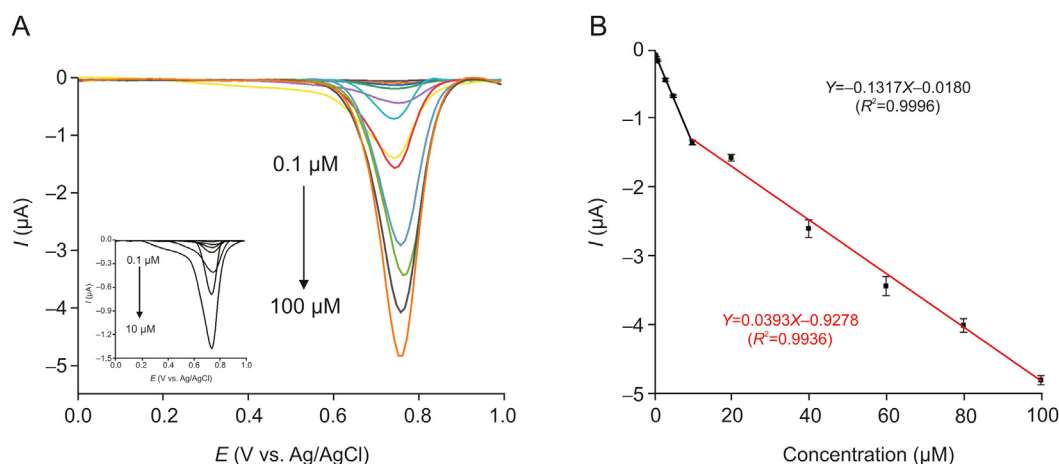 A
0
–1
–2
–3
–4
–5
I (µA)
0.0
0.2
0.4
0.6
0.8
1.0
E (V vs. Ag/AgCl)
0.1 µM
100 µM
0.0
–0.3
–0.6
–0.9
–1.2
–1.5
I (µA)
0.1 µM
10 µM
0.0
0.2
0.4
0.6
0.8
1.0
E (V vs. Ag/AgCl)
B
0
–1
–2
–3
–4
–5
I (µA)
Y=–0.1317X–0.0180
(R²=0.9996)
Y=0.0393X–0.9278
(R²=0.9936)
0
20
40
60
80
100
Concentration (µM)